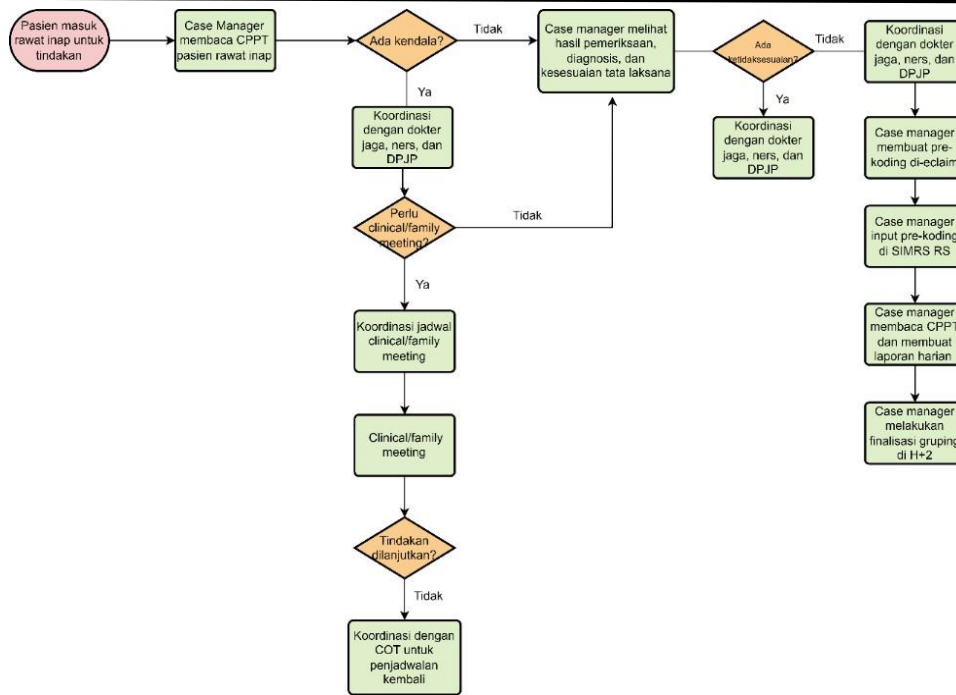 Pasien masuk
rawat inap untuk
tindakan
Case Manager
membaca CPPT
pasien rawat inap
Ada kendala?
Tidak
Case manager melihat
hasil pemeriksaan,
diagnosis, dan
kesesuaian tata laksana
Ada
ketidaksesuaian?
Tidak
Koordinasi
dengan dokter
jaga, ners, dan
DPJP
Ya
Koordinasi
dengan dokter
jaga, ners, dan
DPJP
Ya
Koordinasi
dengan dokter
jaga, ners, dan
DPJP
Case manager
membuat pre-
koding di-eclaim
Perlu
clinical/family
meeting?
Tidak
Case manager
input pre-koding
di SIMRS RS
Ya
Koordinasi jadwal
clinical/family
meeting
Case manager
membaca CPPT
dan membuat
laporan harian
Clinical/family
meeting
Case manager
melakukan
finalisasi gruping
di H+2
Tindakan
dilanjutkan?
Tidak
Koordinasi dengan
COT untuk
penjadwalan
kembali